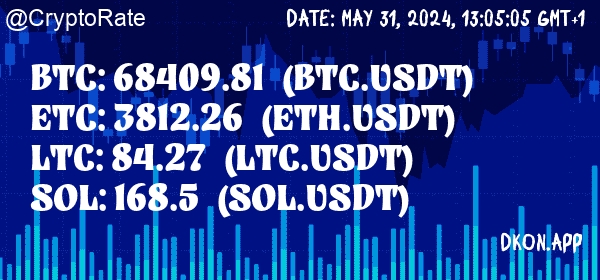 @CryptoRate
DATE: MAY 31, 2024, 13:05:05 GMT+1
BTC: 68409.81 (BTC.USDT)
ETC: 3812.26 (ETH.USDT)
LTC: 84.27 (LTC.USDT)
SOL: 168.5 (SOL.USDT)
DKON.APP